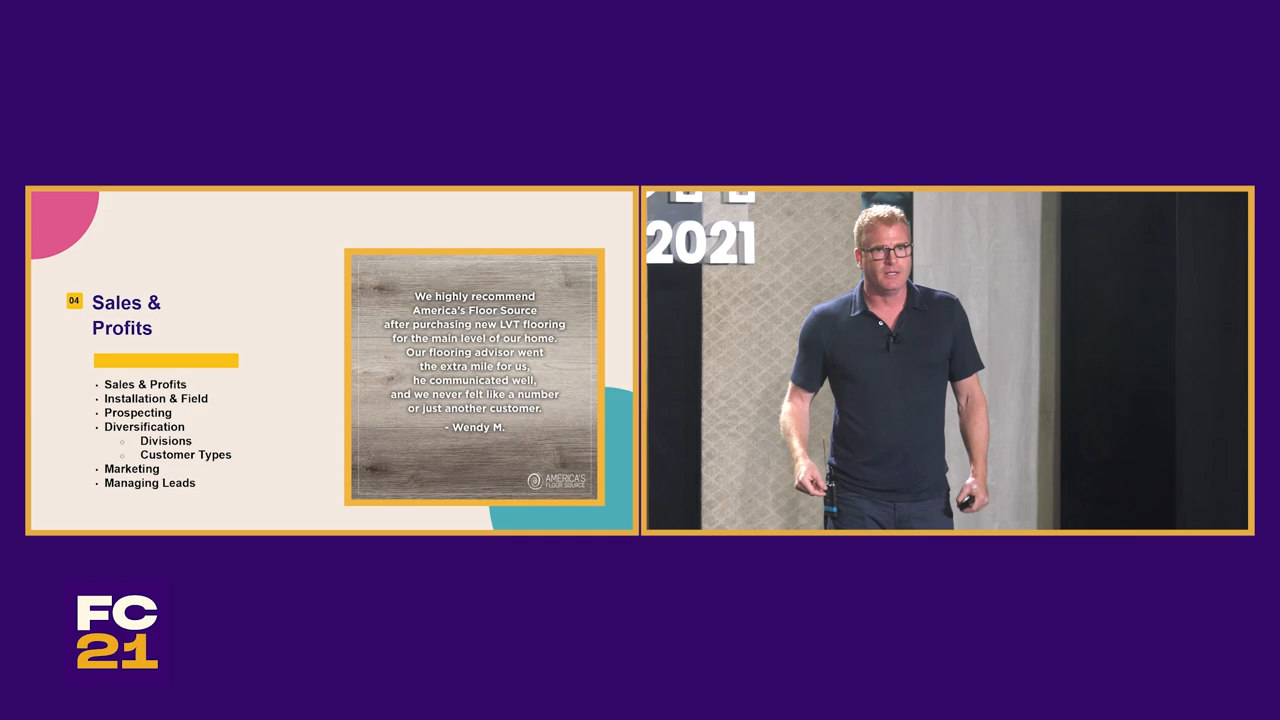 04
Sales &
Profits
· Sales & Profits
· Installation & Field
· Prospecting
· Diversification
○ Divisions
○ Customer Types
· Marketing
· Managing Leads
We highly recommend
America's Floor Source
after purchasing new LVT flooring
for the main level of our home.
Our flooring advisor went
the extra mile for us,
he communicated well,
and we never felt like a number
or just another customer.
- Wendy M.
AMERICA'S
FLOOR SOURCE
2021
FC
21